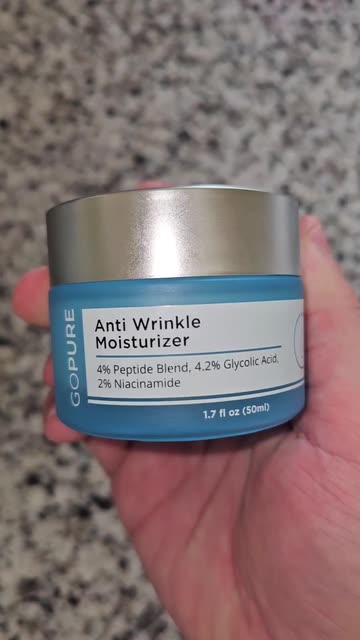 GOPURE
Anti Wrinkle
Moisturizer
4% Peptide Blend, 4.2% Glycolic Acid,
2% Niacinamide
1.7 fl oz (50ml)